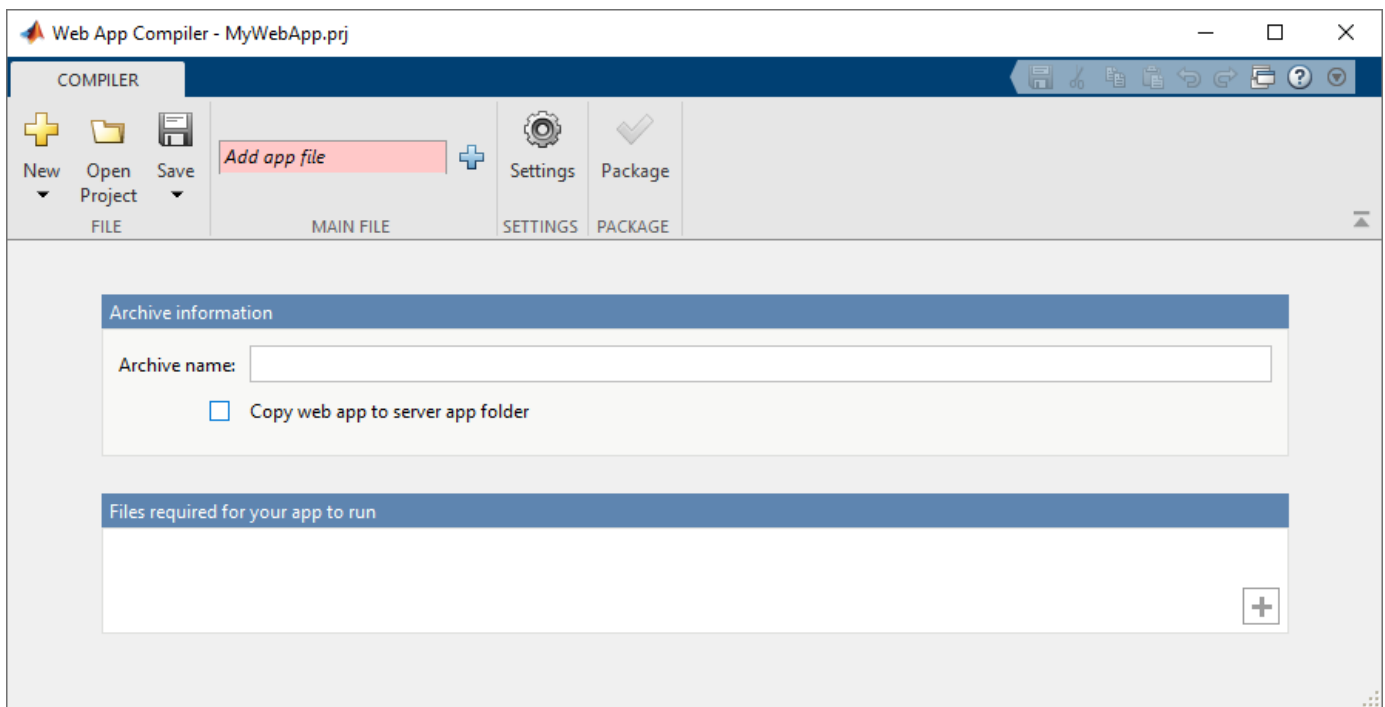 Web App Compiler - MyWebApp.prj
COMPILER
New
Open Project
Save
Add app file
Settings
Package
FILE
MAIN FILE
SETTINGS
PACKAGE
Archive information
Archive name:
Copy web app to server app folder
Files required for your app to run